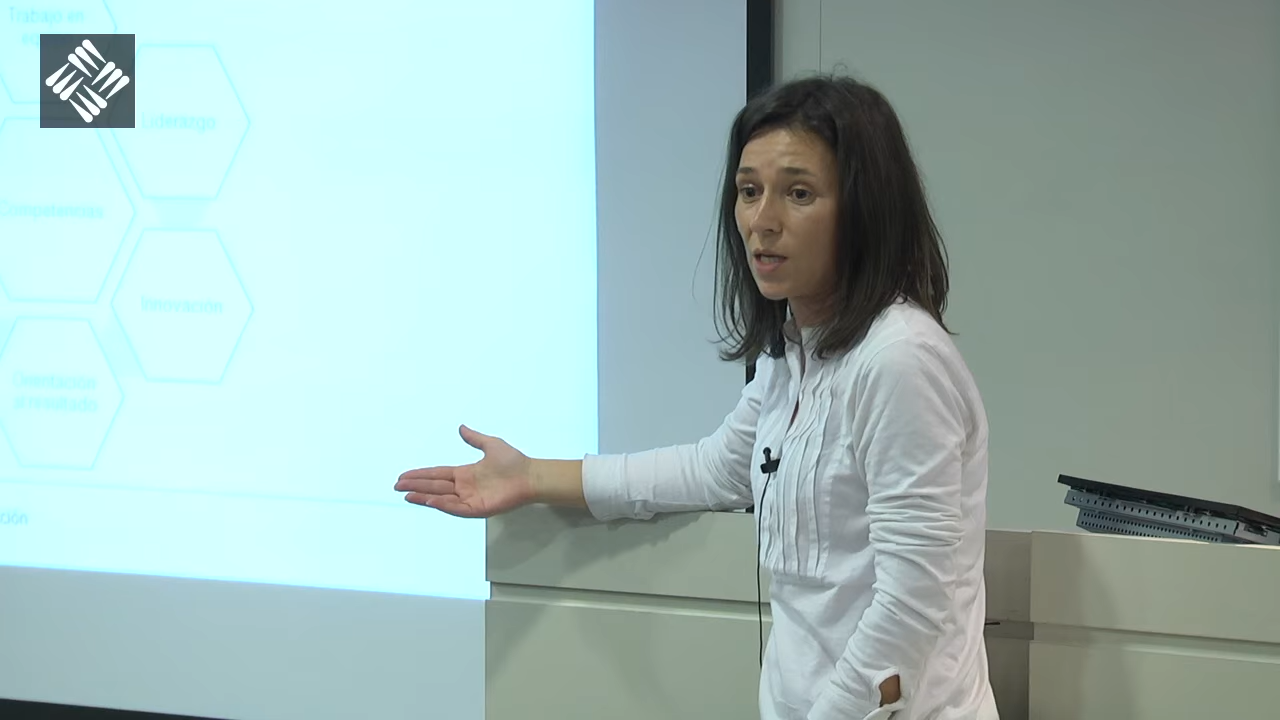 Trabajo en
Liderazgo
Competencias
Innovación
Orientación
al resultado
ción